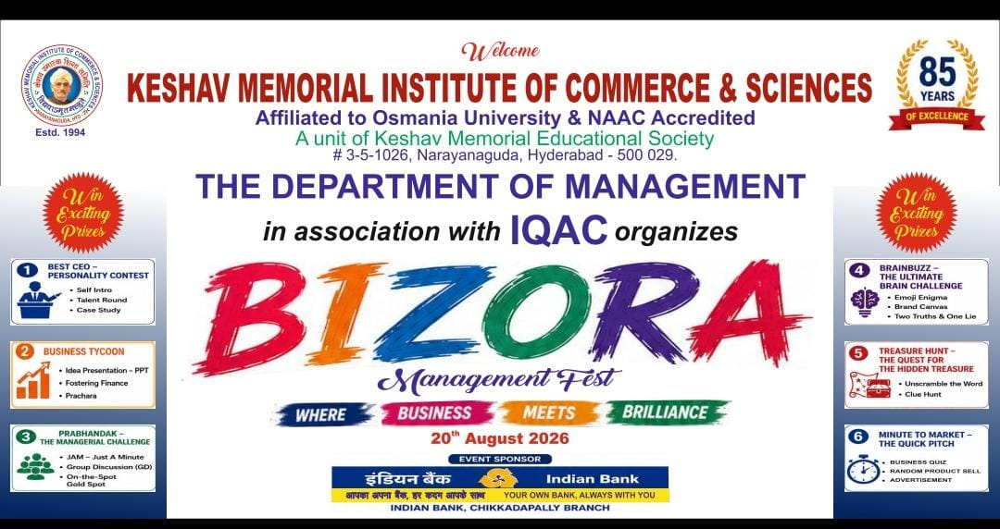 Welcome
KESHAV MEMORIAL INSTITUTE OF COMMERCE & SCIENCES
Affiliated to Osmania University & NAAC Accredited
A unit of Keshav Memorial Educational Society
# 3-5-1026, Narayanaguda, Hyderabad - 500 029.
KESHAV MEMORIAL INSTITUTE OF COMMERCE & SCIENCES
NARAYANAGUDA, HYD.
Estd. 1994
85
YEARS
OF EXCELLENCE
THE DEPARTMENT OF MANAGEMENT
in association with IQAC organizes
BIZORA
Management Fest
WHERE BUSINESS MEETS BRILLIANCE
20th August 2026
EVENT SPONSOR
इंडियन बैंक Indian Bank
आपका अपना बैंक, हर कदम आपके साथ YOUR OWN BANK, ALWAYS WITH YOU
INDIAN BANK, CHIKKADAPALLY BRANCH
Win
Exciting
Prizes
1 BEST CEO –
PERSONALITY CONTEST
• Self Intro
• Talent Round
• Case Study
2 BUSINESS TYCOON
• Idea Presentation – PPT
• Fostering Finance
• Prachara
3 PRABHANDAK –
THE MANAGERIAL CHALLENGE
• JAM – Just A Minute
• Group Discussion (GD)
• On-the-Spot
Gold Spot
Win
Exciting
Prizes
4 BRAINBUZZ –
THE ULTIMATE
BRAIN CHALLENGE
• Emoji Enigma
• Brand Canvas
• Two Truths & One Lie
5 TREASURE HUNT –
THE QUEST FOR
THE HIDDEN TREASURE
• Unscramble the Word
• Clue Hunt
6 MINUTE TO MARKET –
THE QUICK PITCH
• BUSINESS QUIZ
• RANDOM PRODUCT SELL
• ADVERTISEMENT